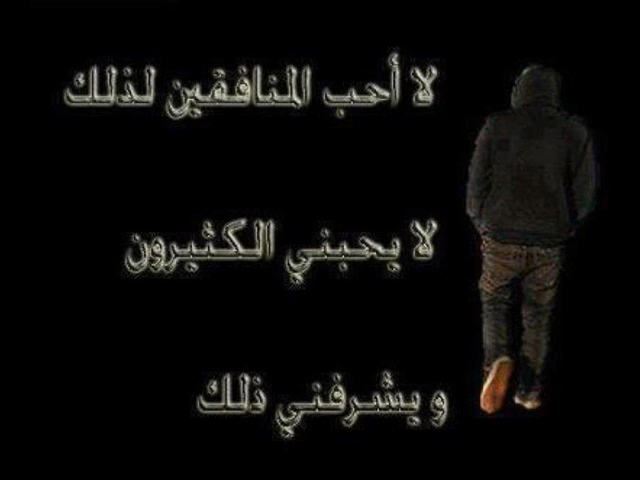 لا أحب المنافقين لذلك
لا يحبني الكثيرون
و يشرفني ذلك